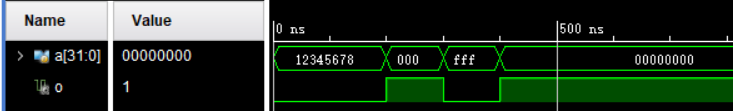 Name Value 0 ns 500 ns
> a[31:0] 00000000 12345678 000 fff 00000000
o 1